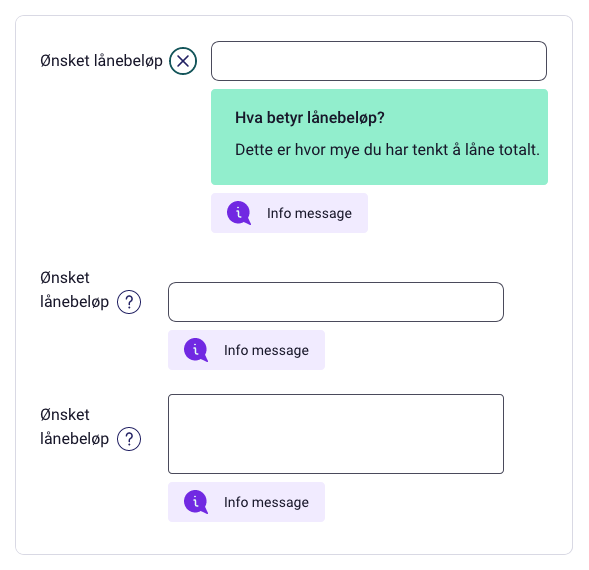 Ønsket lånebeløp
Hva betyr lånebeløp?
Dette er hvor mye du har tenkt å låne totalt.
Info message
Ønsket
lånebeløp ?
Info message
Ønsket
lånebeløp ?
Info message